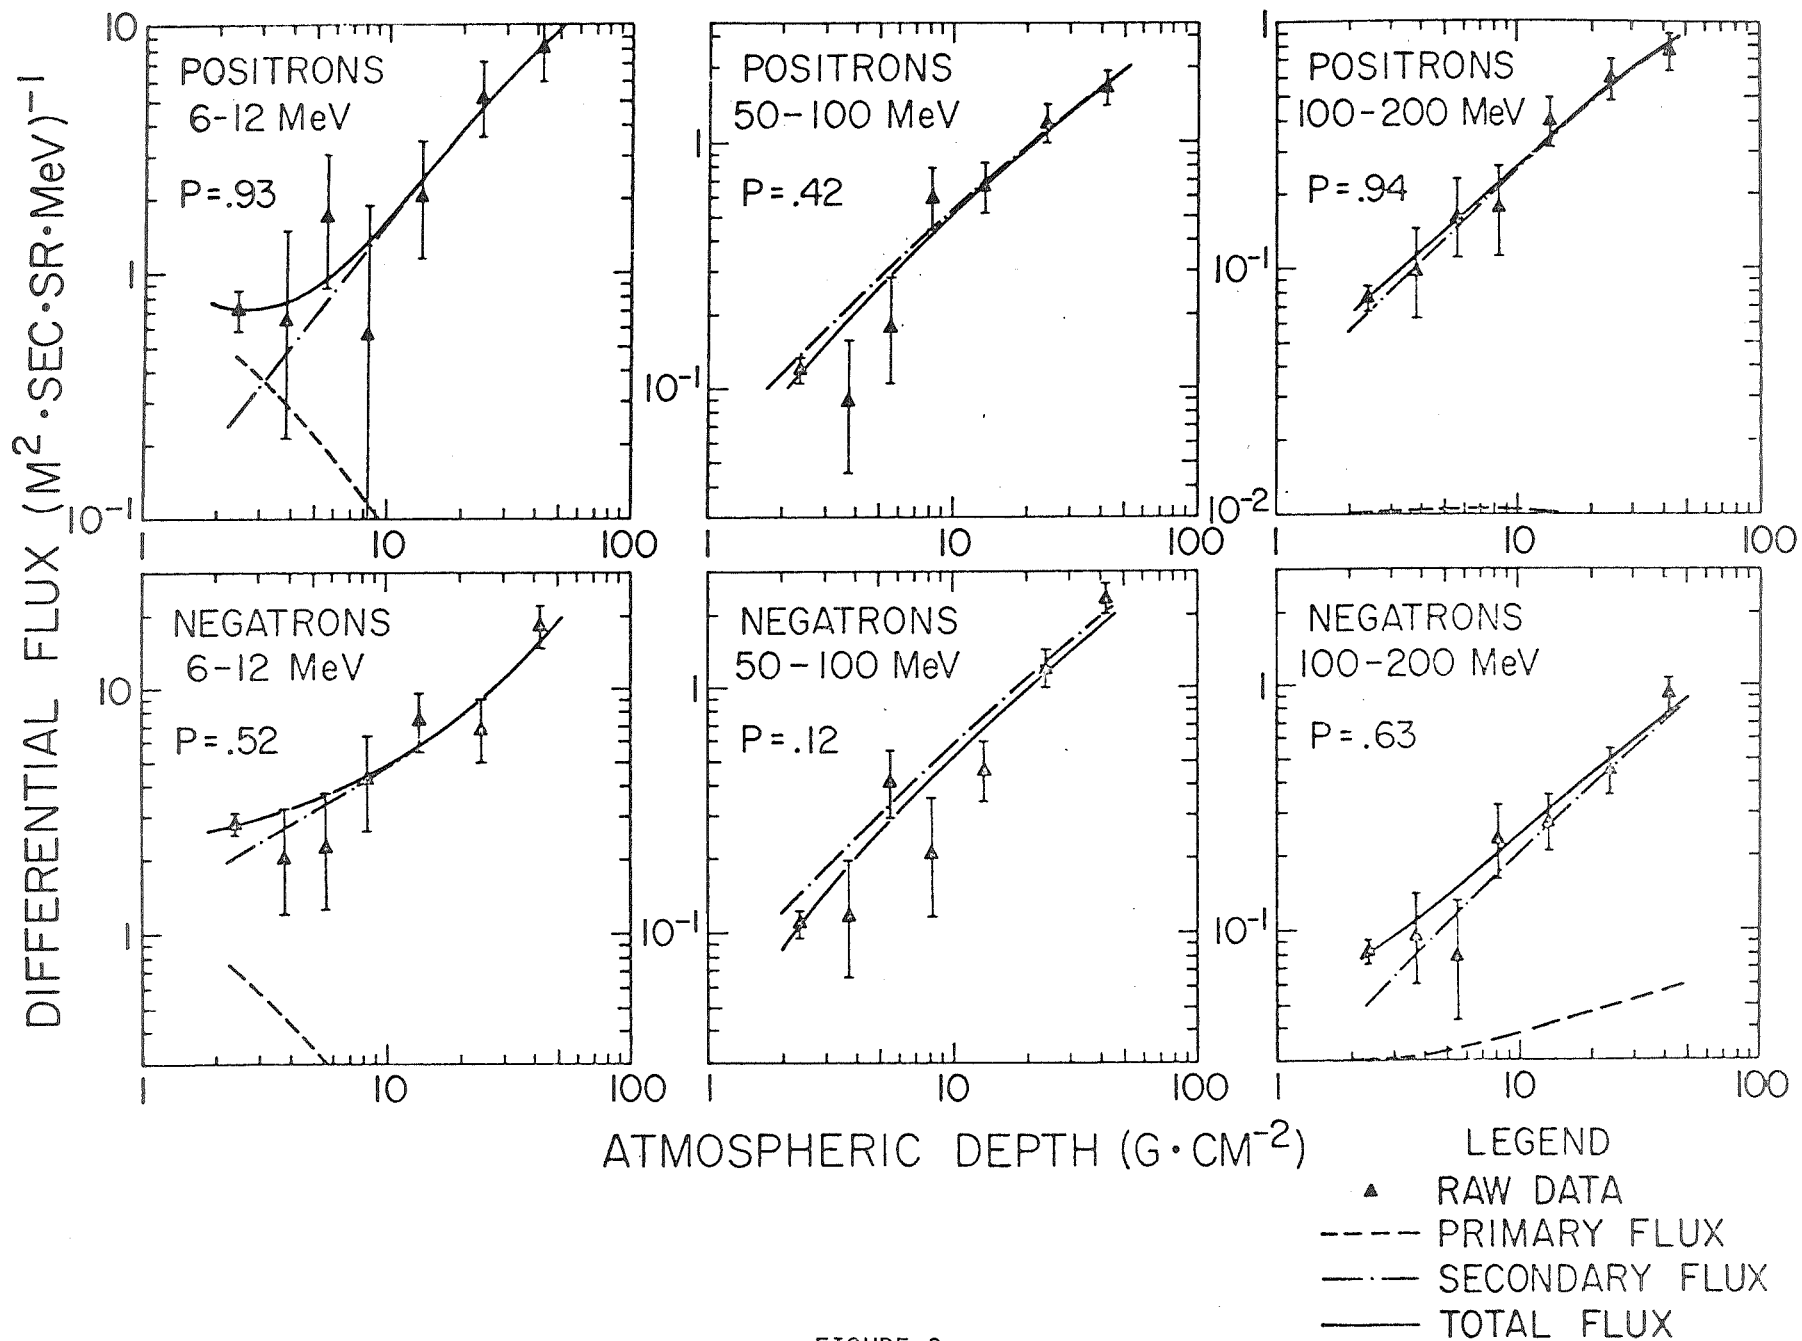 DIFFERENTIAL FLUX (M²·SEC·SR·MeV)⁻¹
POSITRONS
6-12 MeV
P=.93
10
1
10⁻¹
1 10 100
POSITRONS
50-100 MeV
P=.42
1
10⁻¹
1 10 100
POSITRONS
100-200 MeV
P=.94
1
10⁻¹
10⁻²
1 10 100
NEGATRONS
6-12 MeV
P=.52
10
1
1 10 100
NEGATRONS
50-100 MeV
P=.12
1
10⁻¹
1 10 100
NEGATRONS
100-200 MeV
P=.63
1
10⁻¹
1 10 100
ATMOSPHERIC DEPTH (G·CM⁻²)
LEGEND
RAW DATA
PRIMARY FLUX
SECONDARY FLUX
TOTAL FLUX